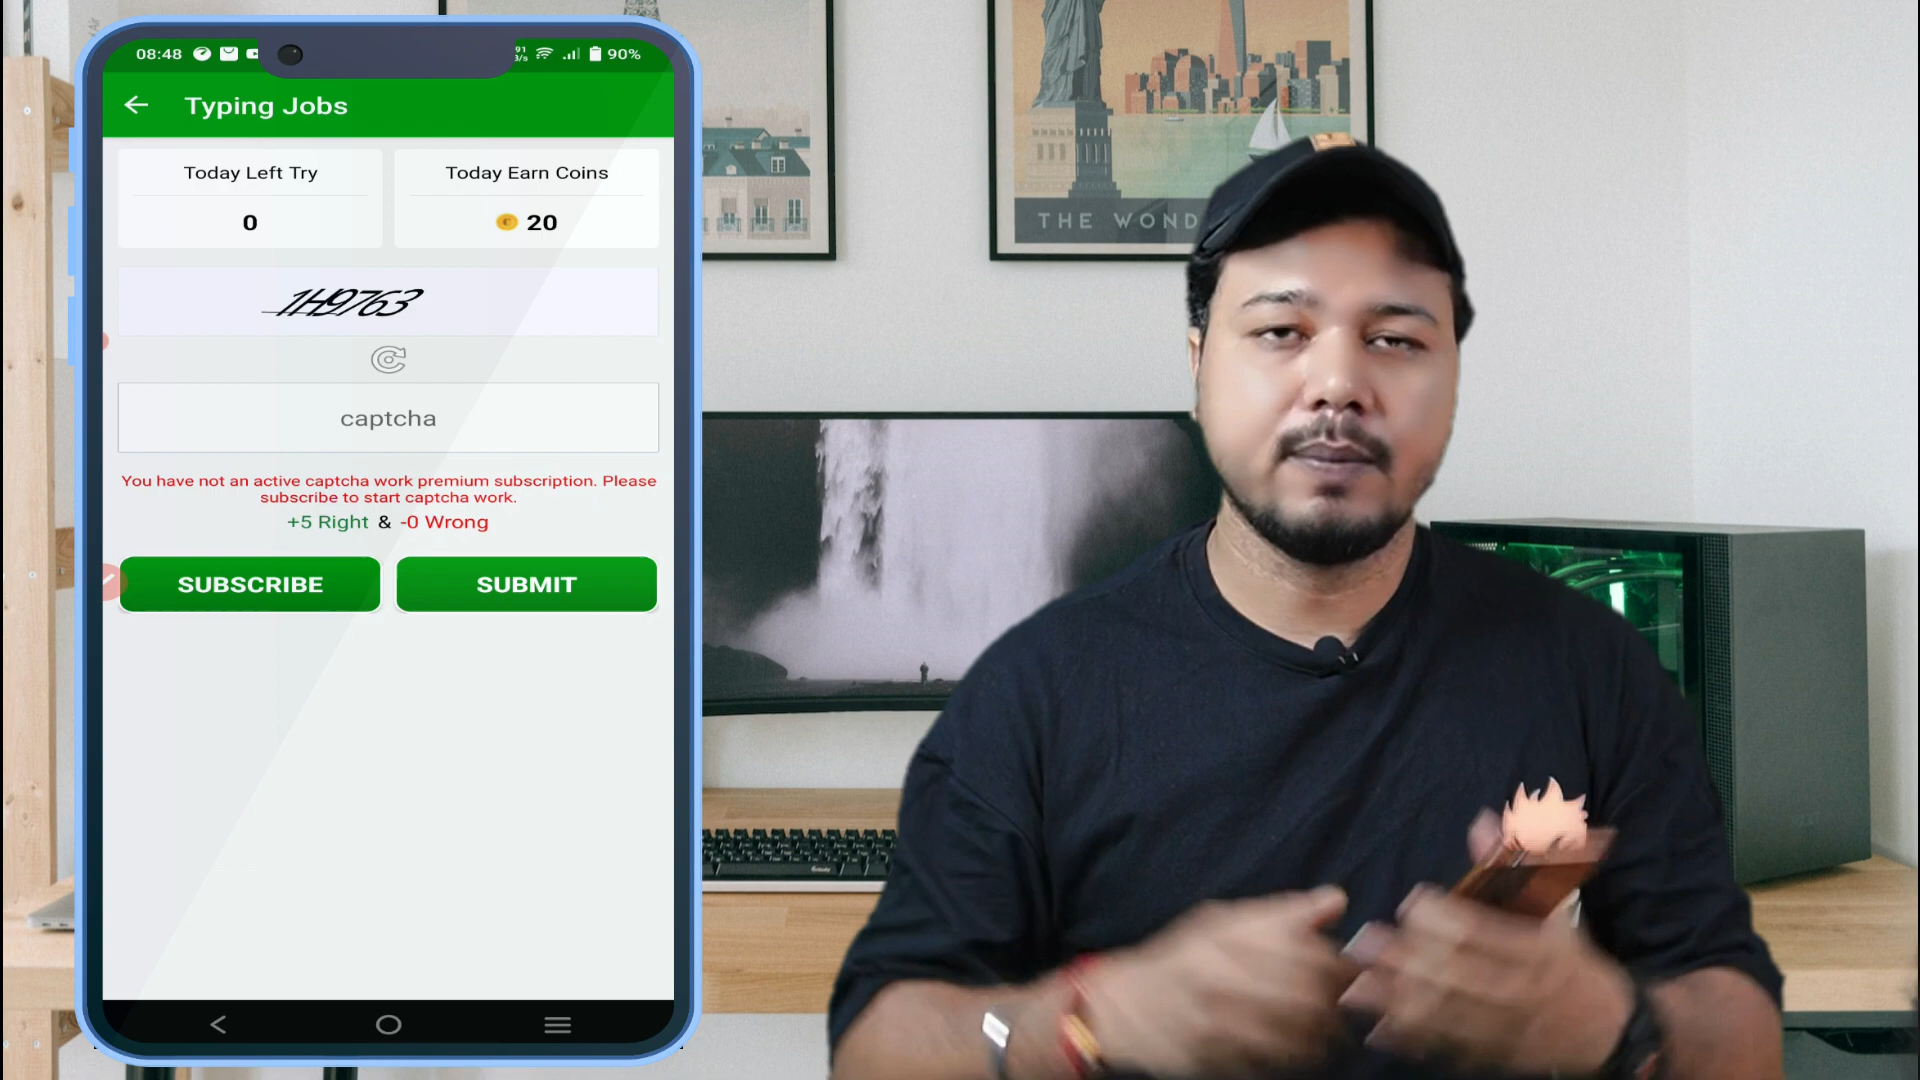 08:48
91
90%
Typing Jobs
Today Left Try
Today Earn Coins
0
20
1H9763
captcha
You have not an active captcha work premium subscription. Please
subscribe to start captcha work.
+5 Right & -0 Wrong
SUBSCRIBE
SUBMIT
THE WOND